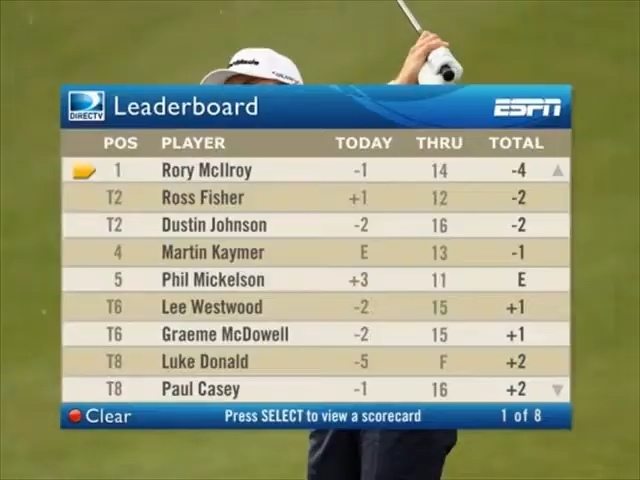 TaylorMade
DIRECTV Leaderboard ESPN
POS PLAYER TODAY THRU TOTAL
1 Rory McIlroy -1 14 -4
T2 Ross Fisher +1 12 -2
T2 Dustin Johnson -2 16 -2
4 Martin Kaymer E 13 -1
5 Phil Mickelson +3 11 E
T6 Lee Westwood -2 15 +1
T6 Graeme McDowell -2 15 +1
T8 Luke Donald -5 F +2
T8 Paul Casey -1 16 +2
Clear Press SELECT to view a scorecard 1 of 8